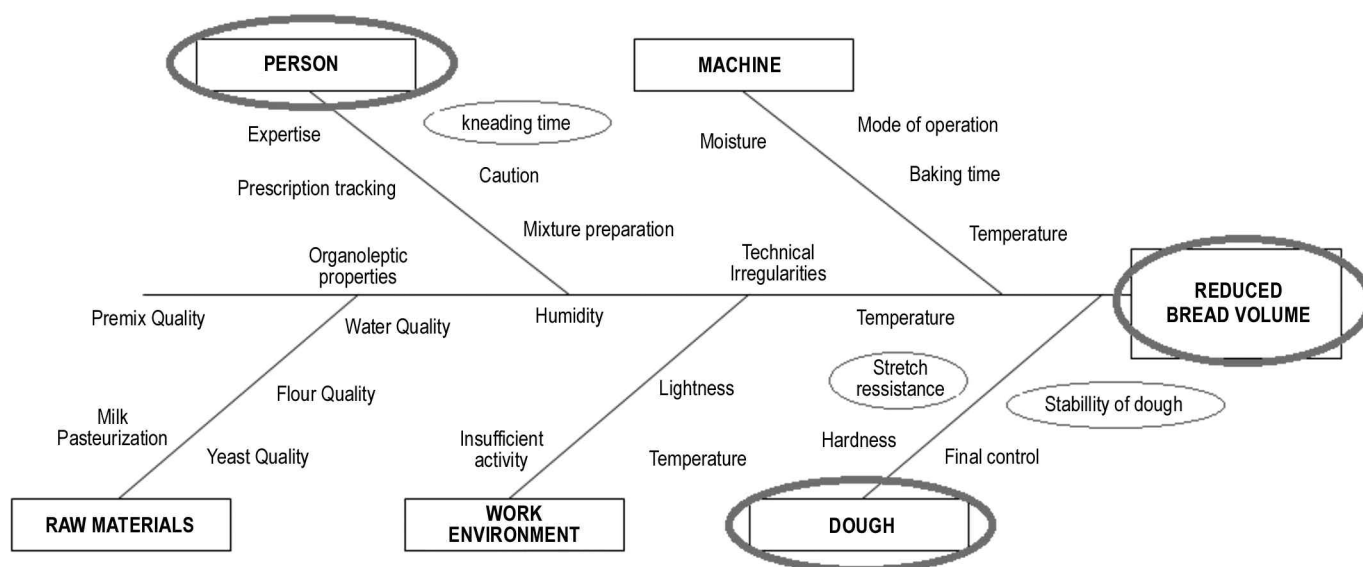 PERSON
MACHINE
kneading time
Expertise
Mode of operation
Moisture
Caution
Baking time
Prescription tracking
Mixture preparation
Temperature
Organoleptic
properties
Technical
Irregularities
REDUCED
BREAD VOLUME
Premix Quality
Water Quality
Humidity
Temperature
Stretch
ressistance
Flour Quality
Lightness
Stabillity of dough
Milk
Pasteurization
Yeast Quality
Insufficient
activity
Temperature
Hardness
Final control
RAW MATERIALS
WORK
ENVIRONMENT
DOUGH